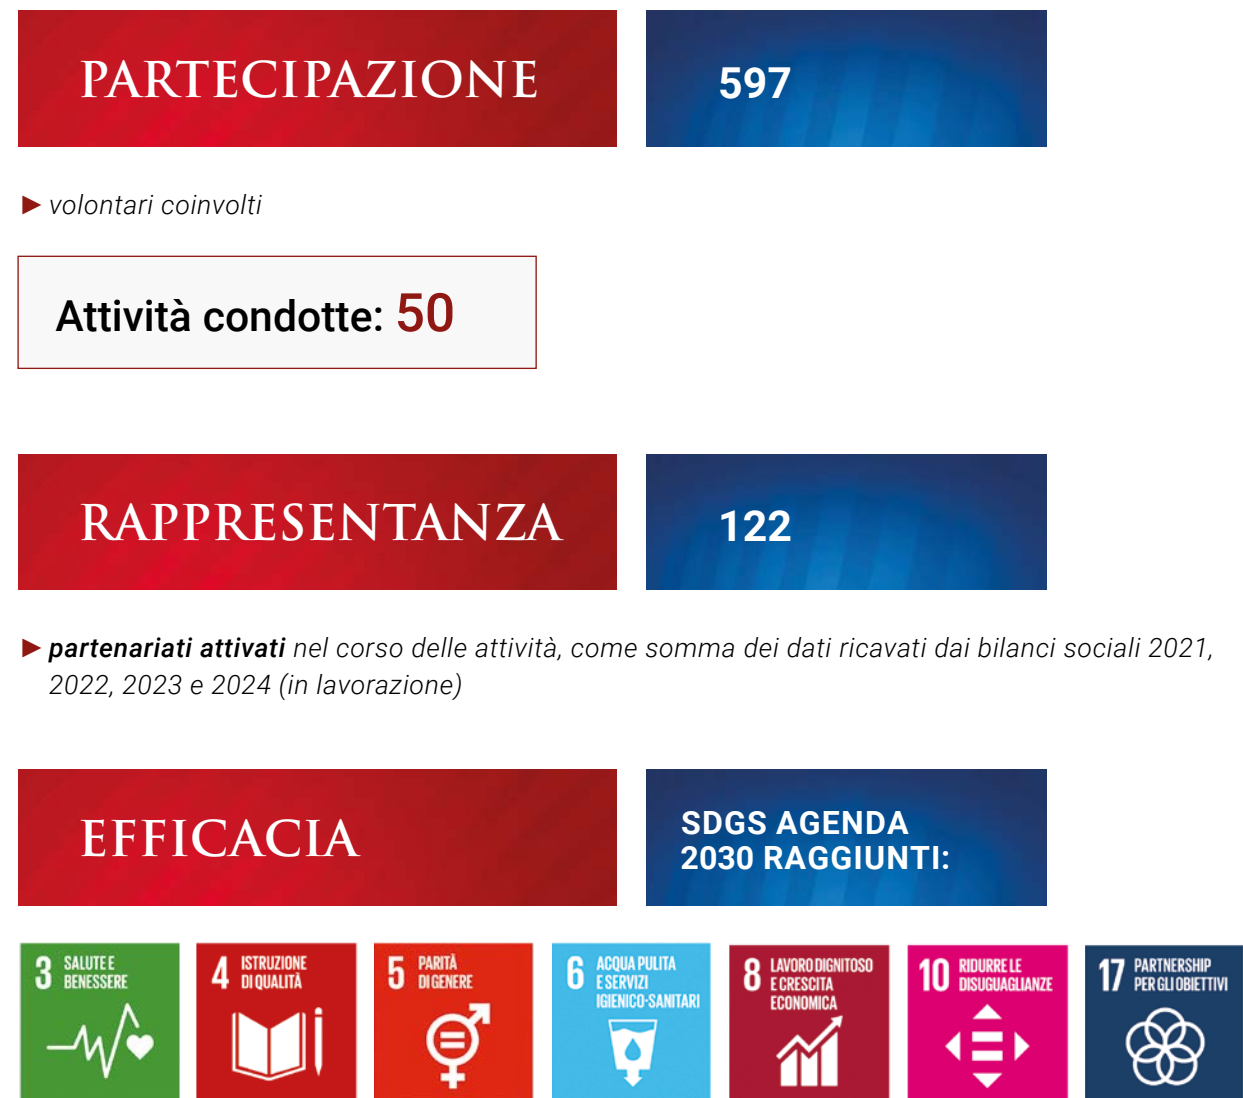 PARTECIPAZIONE
597
► volontari coinvolti
Attività condotte: 50
RAPPRESENTANZA
122
► partenariati attivati nel corso delle attività, come somma dei dati ricavati dai bilanci sociali 2021,
2022, 2023 e 2024 (in lavorazione)
EFFICACIA
SDGS AGENDA
2030 RAGGIUNTI:
3 SALUTE E
BENESSERE
4 ISTRUZIONE
DI QUALITÀ
5 PARITÀ
DI GENERE
6 ACQUA PULITA
E SERVIZI
IGIENICO-SANITARI
8 LAVORO DIGNITOSO
E CRESCITA
ECONOMICA
10 RIDURRE LE
DISUGUAGLIANZE
17 PARTNERSHIP
PER GLI OBIETTIVI